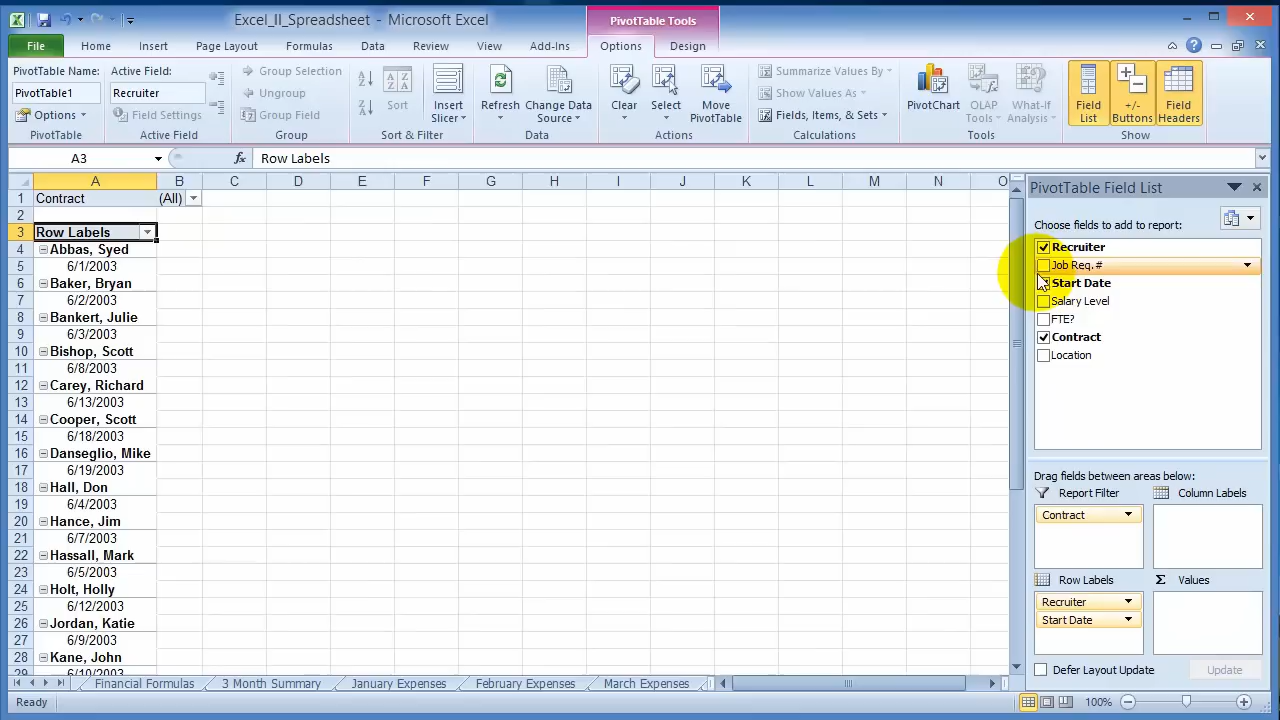 Excel_II_Spreadsheet - Microsoft Excel
PivotTable Tools
File Home Insert Page Layout Formulas Data Review View Add-Ins Options Design
PivotTable Name:
PivotTable1
Options
PivotTable
Active Field:
Recruiter
Field Settings
Active Field
Group Selection
Ungroup
Group Field
Group
Sort
Insert Slicer
Sort & Filter
Refresh
Change Data Source
Data
Clear
Select
Move PivotTable
Actions
Summarize Values By
Show Values As
Fields, Items, & Sets
Calculations
PivotChart
OLAP Tools
What-If Analysis
Tools
Field List
+/- Buttons
Field Headers
Show
A3 fx Row Labels
A B C D E F G H I J K L M N O
1 Contract (All)
2
3 Row Labels
4 Abbas, Syed
5 6/1/2003
6 Baker, Bryan
7 6/2/2003
8 Bankert, Julie
9 6/3/2003
10 Bishop, Scott
11 6/8/2003
12 Carey, Richard
13 6/13/2003
14 Cooper, Scott
15 6/18/2003
16 Danseglio, Mike
17 6/19/2003
18 Hall, Don
19 6/4/2003
20 Hance, Jim
21 6/7/2003
22 Hassall, Mark
23 6/5/2003
24 Holt, Holly
25 6/12/2003
26 Jordan, Katie
27 6/9/2003
28 Kane, John
29 6/10/2003
PivotTable Field List
Choose fields to add to report:
Recruiter
Job Req. #
Start Date
Salary Level
FTE?
Contract
Location
Drag fields between areas below:
Report Filter Column Labels
Contract
Row Labels Σ Values
Recruiter
Start Date
Defer Layout Update Update
Financial Formulas 3 Month Summary January Expenses February Expenses March Expenses
Ready 100%